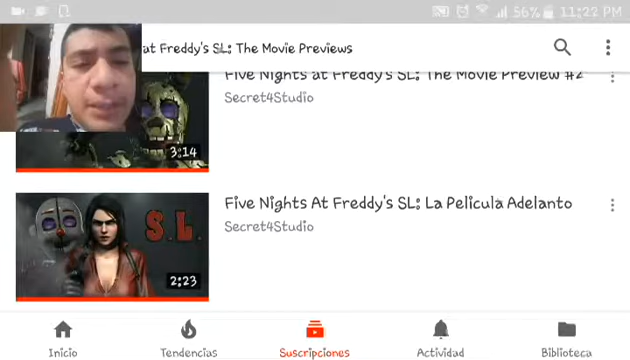 56% 11:22 PM
at Freddy's SL: The Movie Previews
Five Nights at Freddy's SL: The Movie Preview #2
Secret4Studio
3:14
Five Nights At Freddy's SL: La Pelicula Adelanto
Secret4Studio
S.L.
2:23
Inicio Tendencias Suscripciones Actividad Biblioteca